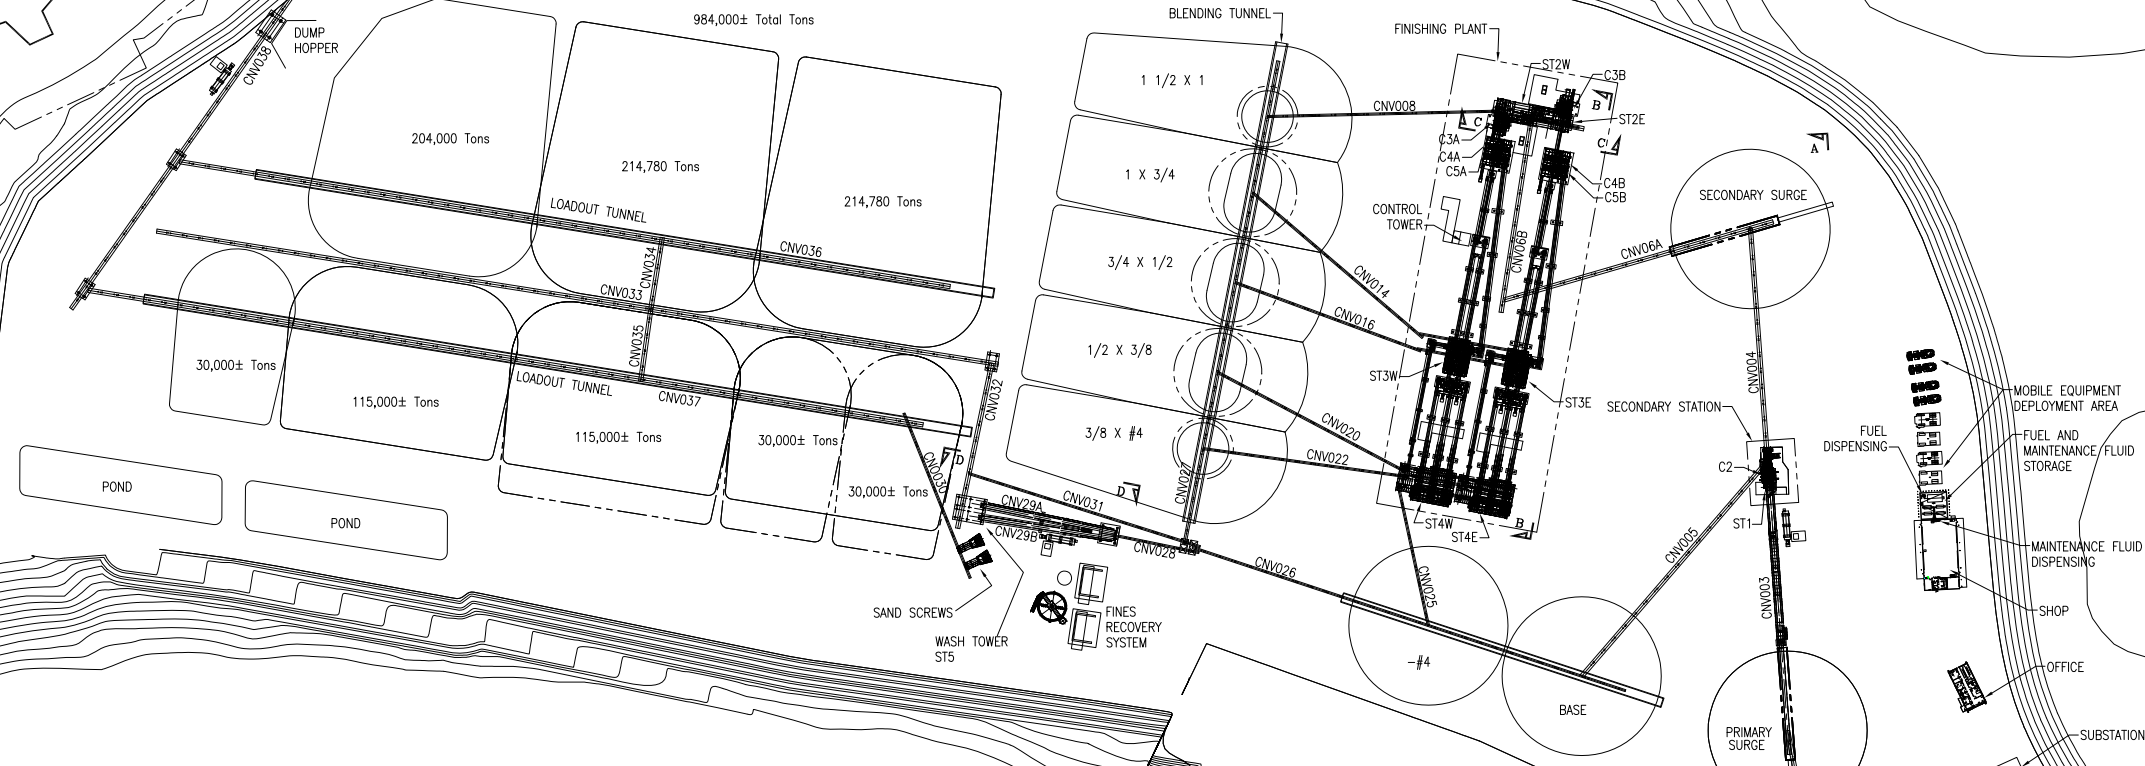 984,000± Total Tons
DUMP
HOPPER
CNV038
204,000 Tons
214,780 Tons
214,780 Tons
LOADOUT TUNNEL
CNV036
CNV034
CNV033
CNV035
30,000± Tons
115,000± Tons
LOADOUT TUNNEL
CNV037
115,000± Tons
30,000± Tons
30,000± Tons
CNV032
POND
POND
CNO030
D
D
CNV29A
CNV29B
CNV031
CNV028
SAND SCREWS
WASH TOWER
ST5
FINES
RECOVERY
SYSTEM
BLENDING TUNNEL
1 1/2 X 1
1 X 3/4
3/4 X 1/2
1/2 X 3/8
3/8 X #4
CNV027
CNV008
CNV014
CNV016
CNV020
CNV022
CNV025
CNV026
-#4
BASE
FINISHING PLANT
ST2W
C3B
B
ST2E
C
C3A
C4A
C5A
C
C4B
C5B
CONTROL
TOWER
CNV06B
ST3W
ST3E
ST4W
ST4E
B
A
SECONDARY SURGE
CNV06A
CNV004
SECONDARY STATION
C2
ST1
CNV005
CNV003
PRIMARY
SURGE
MOBILE EQUIPMENT
DEPLOYMENT AREA
FUEL
DISPENSING
FUEL AND
MAINTENANCE FLUID
STORAGE
MAINTENANCE FLUID
DISPENSING
SHOP
OFFICE
SUBSTATION